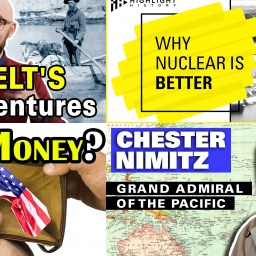 ELT'S
entures
HIGHLIGHT
HISTORY
WHY
NUCLEAR IS
BETTER
Money?
CHESTER
NIMITZ
GRAND ADMIRAL
OF THE PACIFIC